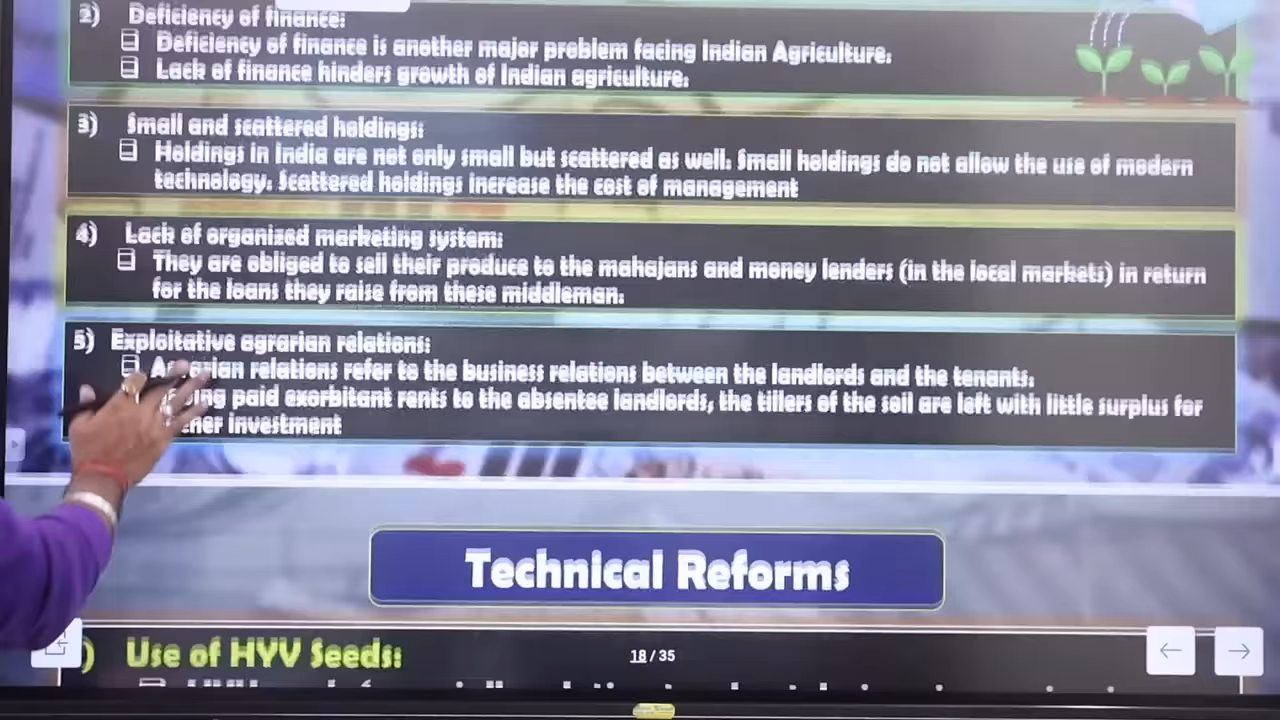 2) Deficiency of finance:
Deficiency of finance is another major problem facing Indian Agriculture.
Lack of finance hinders growth of Indian agriculture.
3) Small and scattered holdings:
Holdings in India are not only small but scattered as well. Small holdings do not allow the use of modern
technology. Scattered holdings increase the cost of management
4) Lack of organized marketing system:
They are obliged to sell their produce to the mahajans and money lenders (in the local markets) in return
for the loans they raise from these middleman.
5) Exploitative agrarian relations:
relations refer to the business relations between the landlords and the tenants.
paid exorbitant rents to the absentee landlords, the tillers of the soil are left with little surplus for
investment
Technical Reforms
) Use of HYV Seeds:
18 / 35